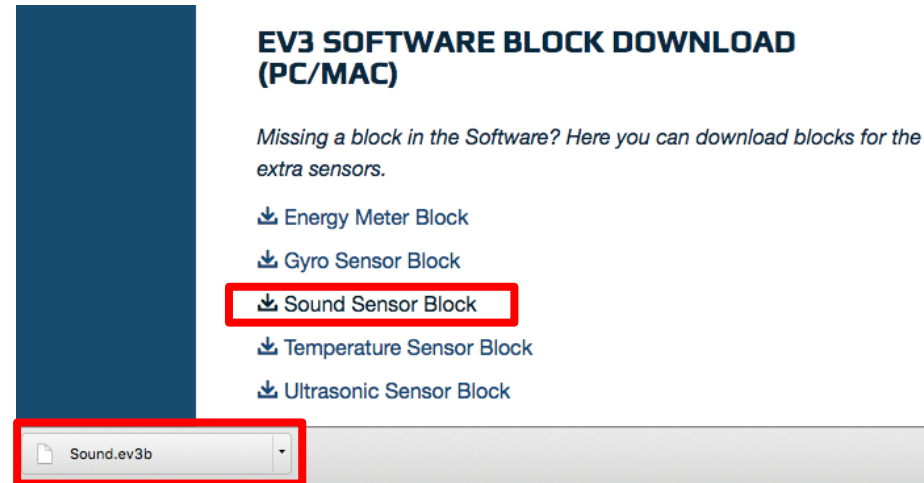 EV3 SOFTWARE BLOCK DOWNLOAD
(PC/MAC)
Missing a block in the Software? Here you can download blocks for the
extra sensors.
Energy Meter Block
Gyro Sensor Block
Sound Sensor Block
Temperature Sensor Block
Ultrasonic Sensor Block
Sound.ev3b